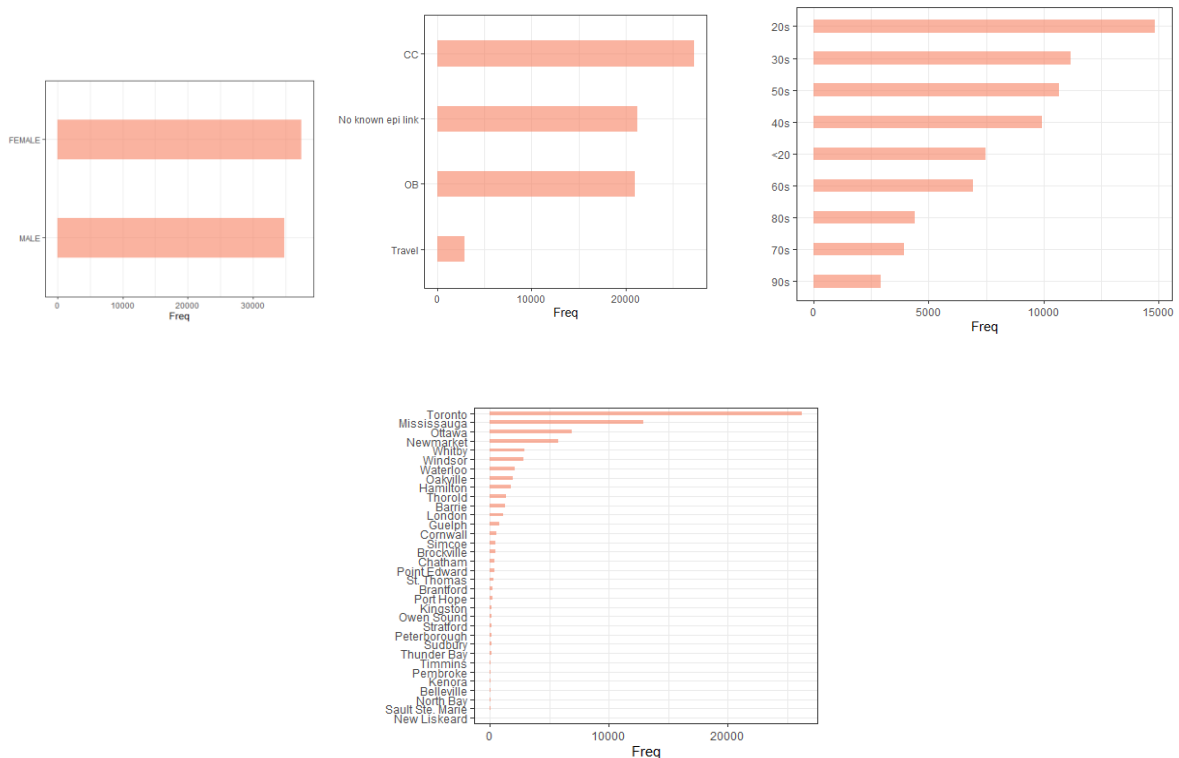 FEMALE
MALE
0 10000 20000 30000
Freq
CC
No known epi link
OB
Travel
0 10000 20000
Freq
20s
30s
50s
40s
<20
60s
80s
70s
90s
0 5000 10000 15000
Freq
Toronto
Mississauga
Ottawa
Newmarket
Whitby
Windsor
Waterloo
Oakville
Hamilton
Thorold
Barrie
London
Guelph
Cornwall
Simcoe
Brockville
Chatham
Point Edward
St. Thomas
Brantford
Port Hope
Kingston
Owen Sound
Stratford
Peterborough
Sudbury
Thunder Bay
Timmins
Pembroke
Kenora
Belleville
North Bay
Sault Ste. Marie
New Liskeard
0 10000 20000
Freq